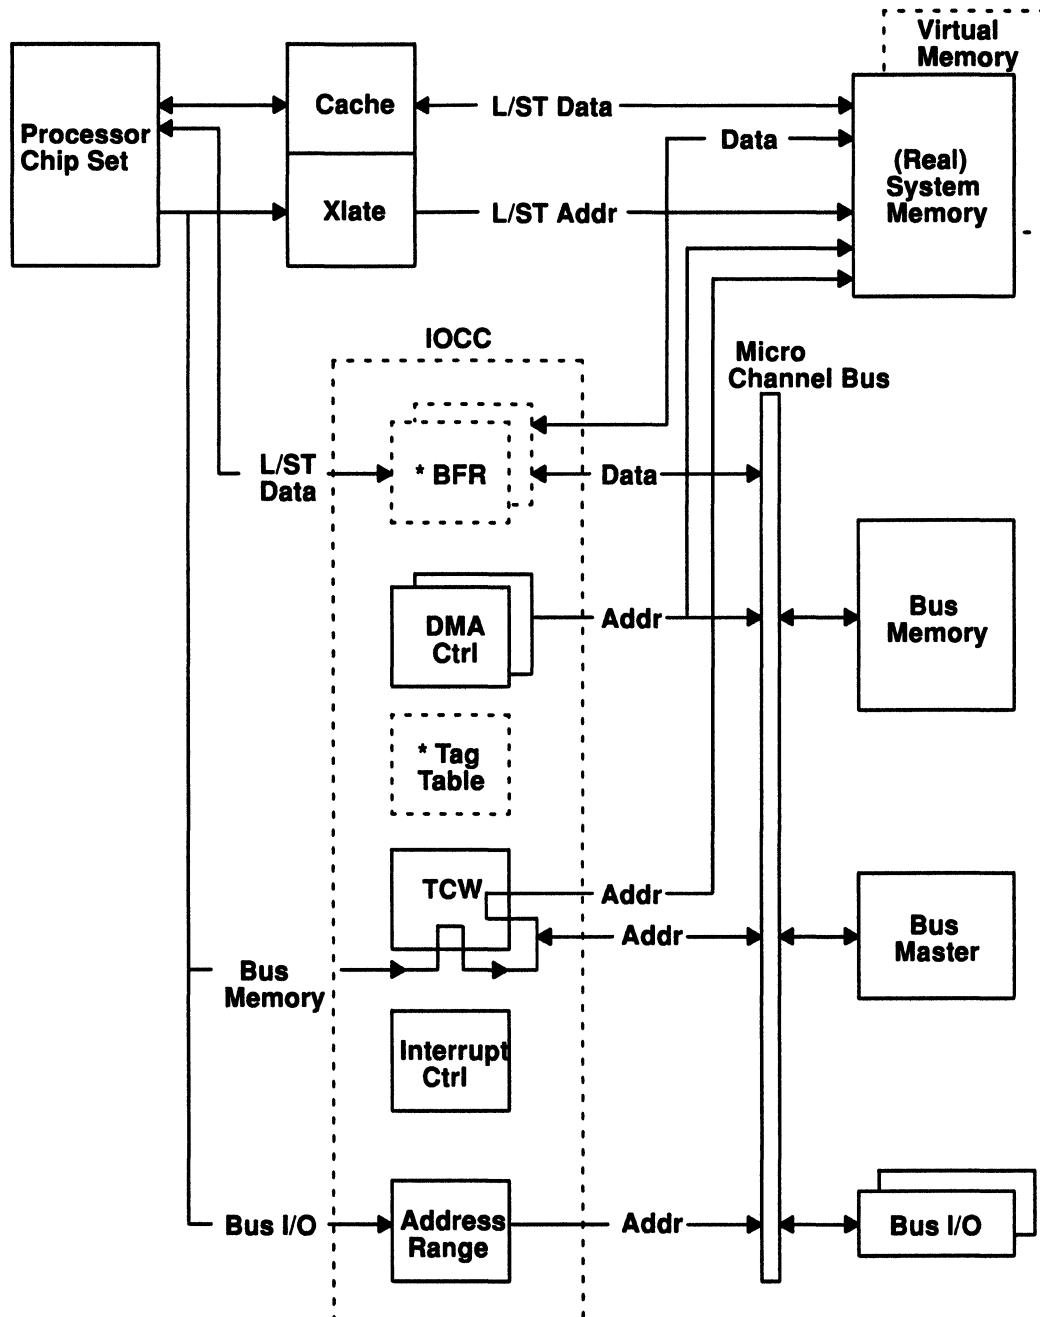 Virtual
Memory
Processor
Chip Set
Cache
L/ST Data
Data
(Real)
System
Memory
Xlate
L/ST Addr
IOCC
Micro
Channel Bus
L/ST
Data
* BFR
Data
DMA
Ctrl
Addr
Bus
Memory
* Tag
Table
TCW
Addr
Addr
Bus
Master
Bus
Memory
Interrupt
Ctrl
Bus I/O
Address
Range
Addr
Bus I/O